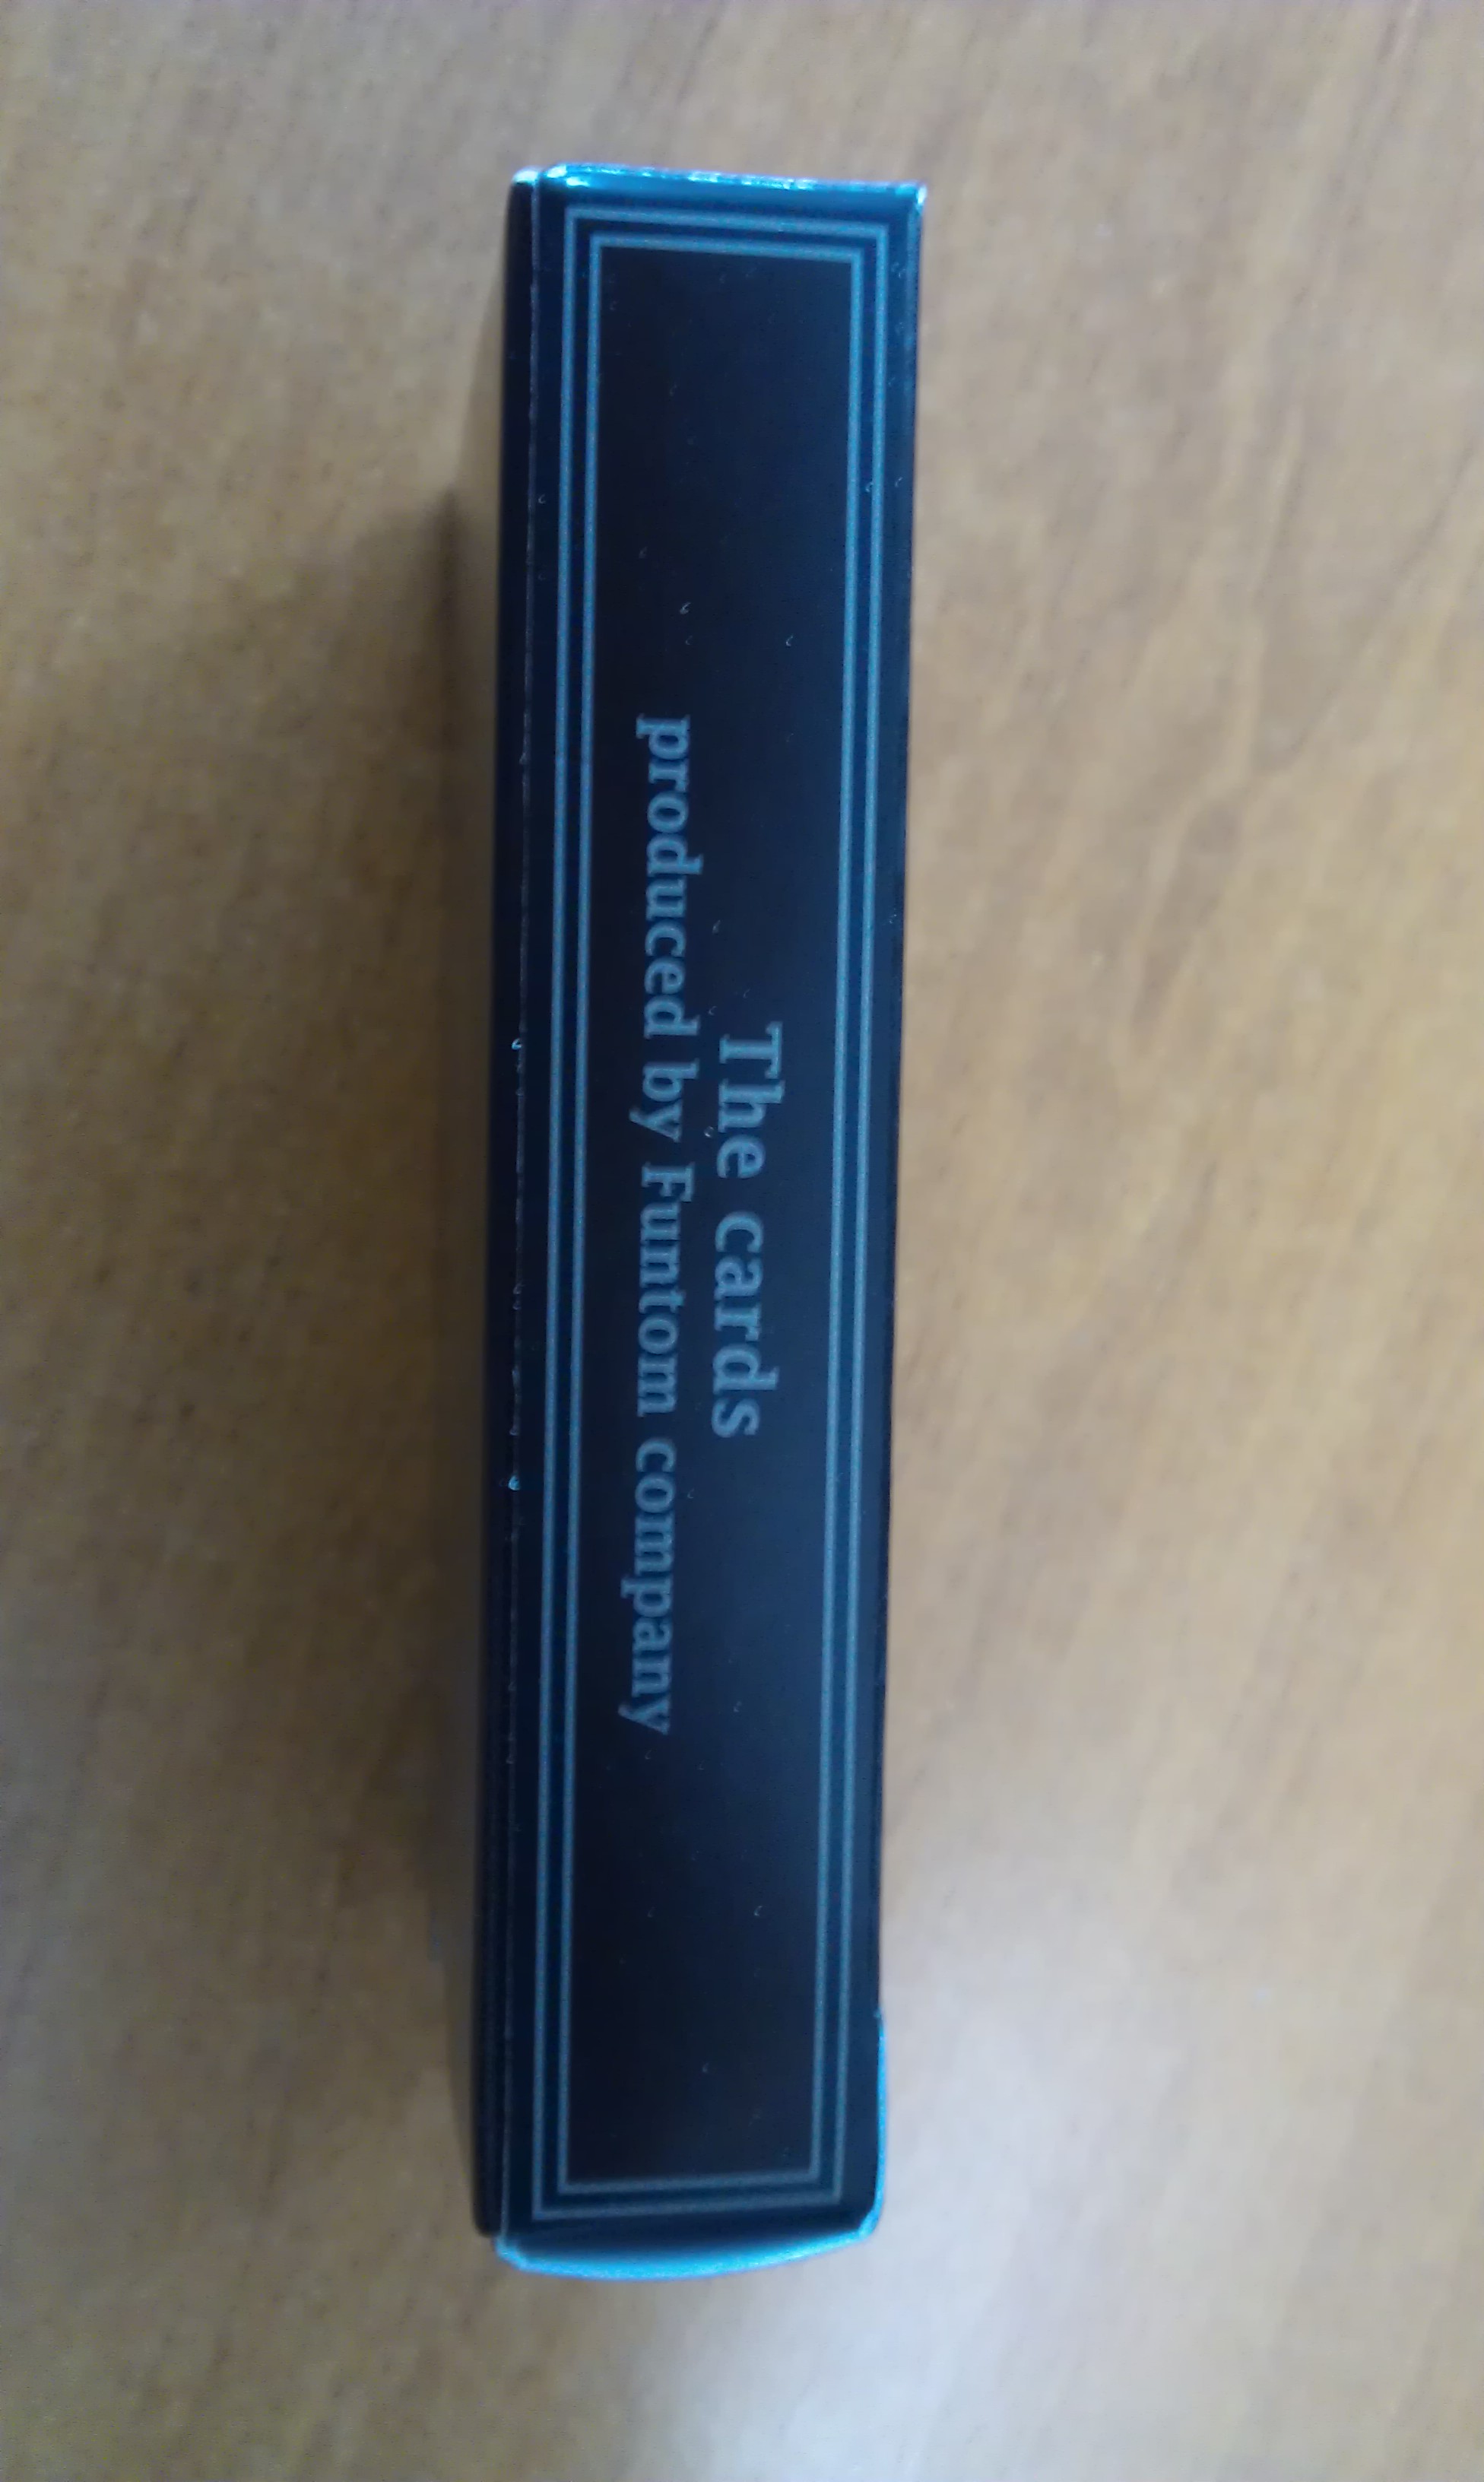 The cards
produced by Funtom company